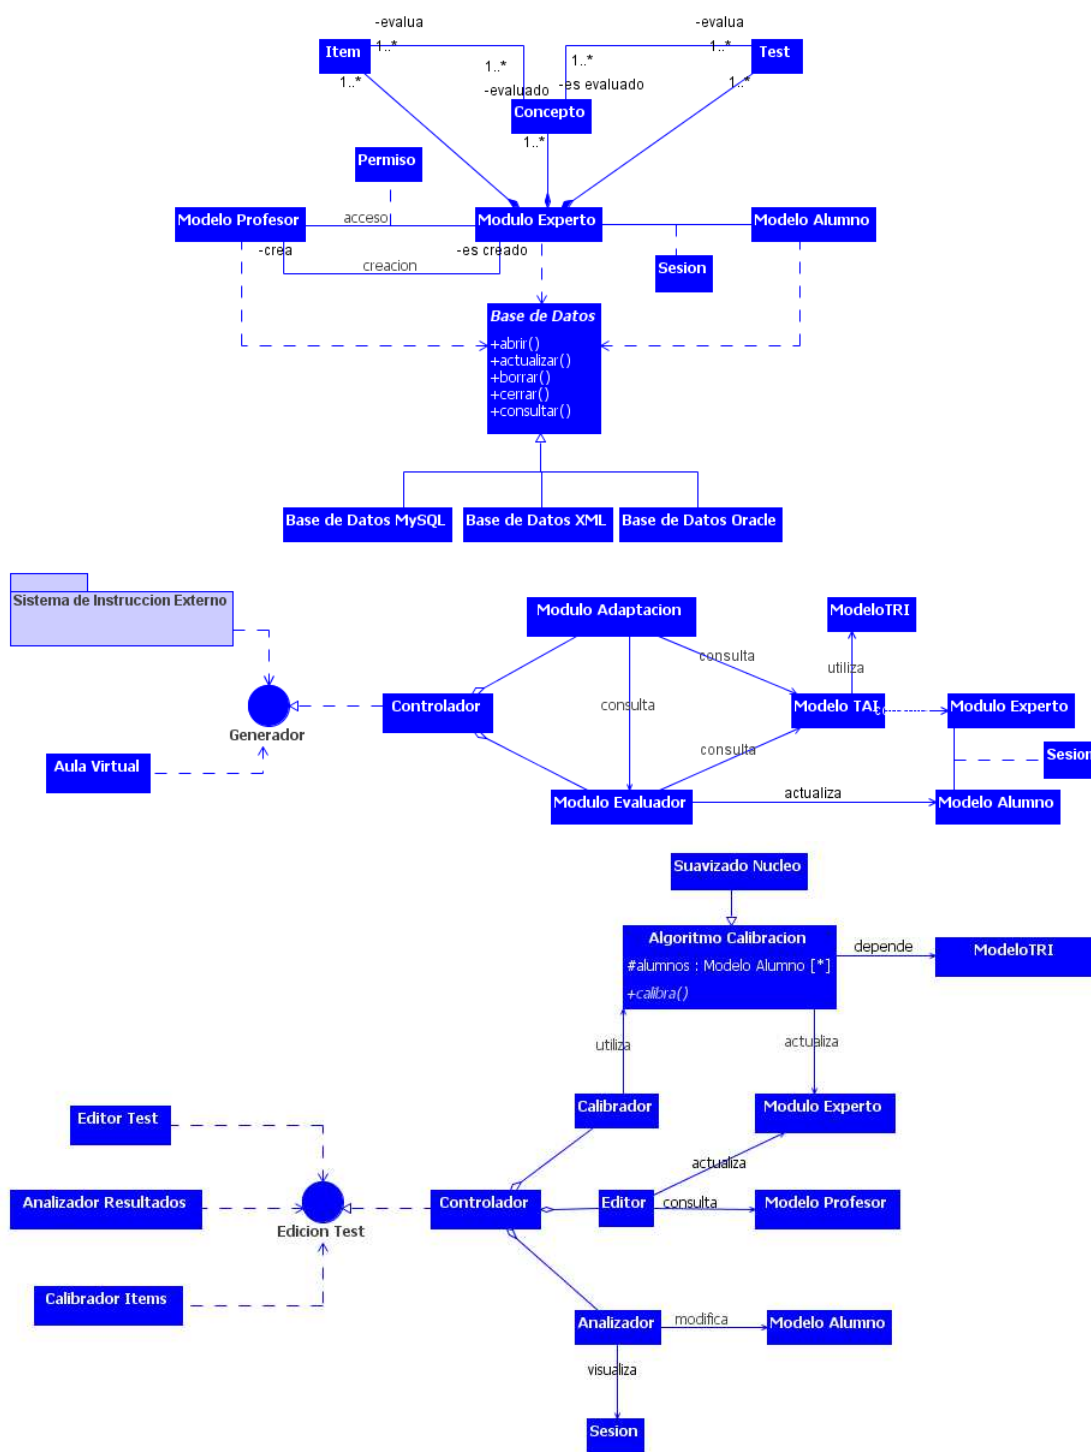 -evalua
-evalua
Item
1..*
1..*
Test
1..*
1..*
1..*
1..*
-evaluado
-es evaluado
Concepto
1..*
Permiso
Modelo Profesor
acceso
Modulo Experto
Modelo Alumno
-crea
creacion
-es creado
Sesion
Base de Datos
+abrir()
+actualizar()
+borrar()
+cerrar()
+consultar()
Base de Datos MySQL
Base de Datos XML
Base de Datos Oracle
Sistema de Instruccion Externo
Modulo Adaptacion
ModeloTRI
consulta
utiliza
Controlador
consulta
Modelo TAI
Modulo Experto
Generador
consulta
Sesion
Aula Virtual
Modulo Evaluador
actualiza
Modelo Alumno
Suavizado Nucleo
Algoritmo Calibracion
#alumnos : Modelo Alumno [*]
+calibra()
depende
ModeloTRI
utiliza
actualiza
Calibrador
Modulo Experto
Editor Test
actualiza
Analizador Resultados
Controlador
Editor
consulta
Modelo Profesor
Edicion Test
Calibrador Items
Analizador
modifica
Modelo Alumno
visualiza
Sesion